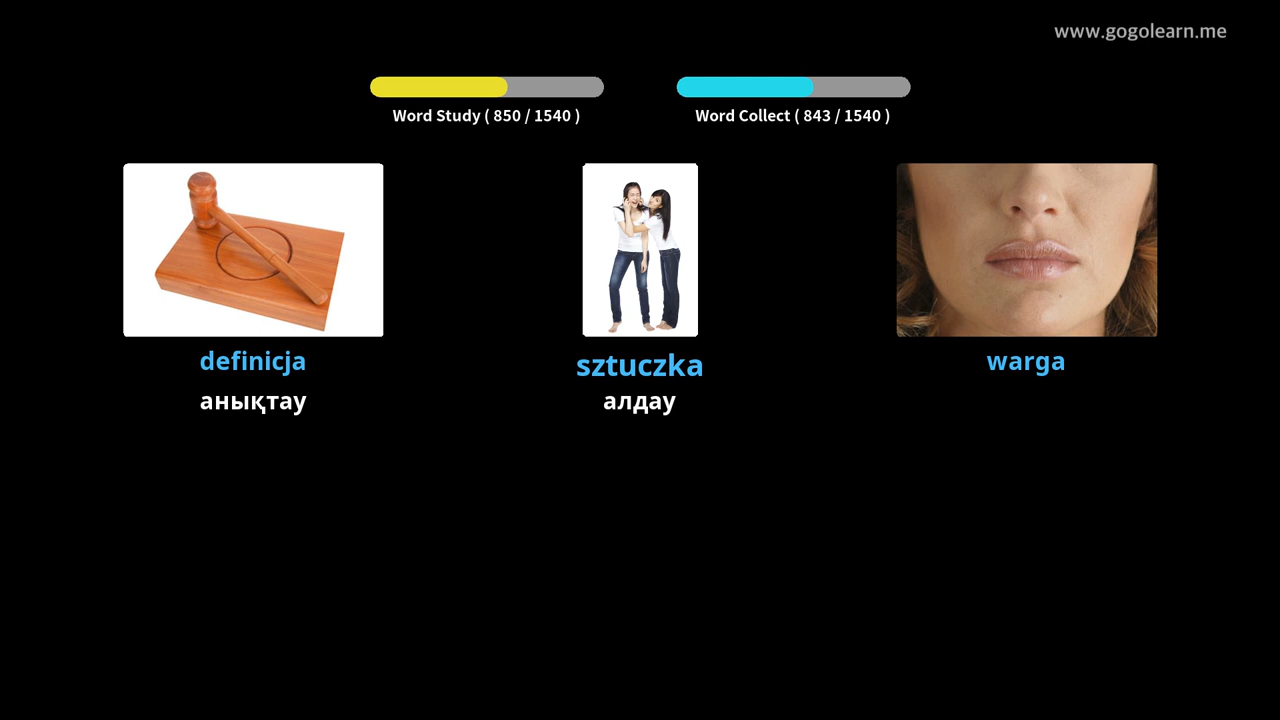 www.gogolearn.me
Word Study ( 850 / 1540 )
Word Collect ( 843 / 1540 )
definicja
sztuczka
warga
анықтау
алдау